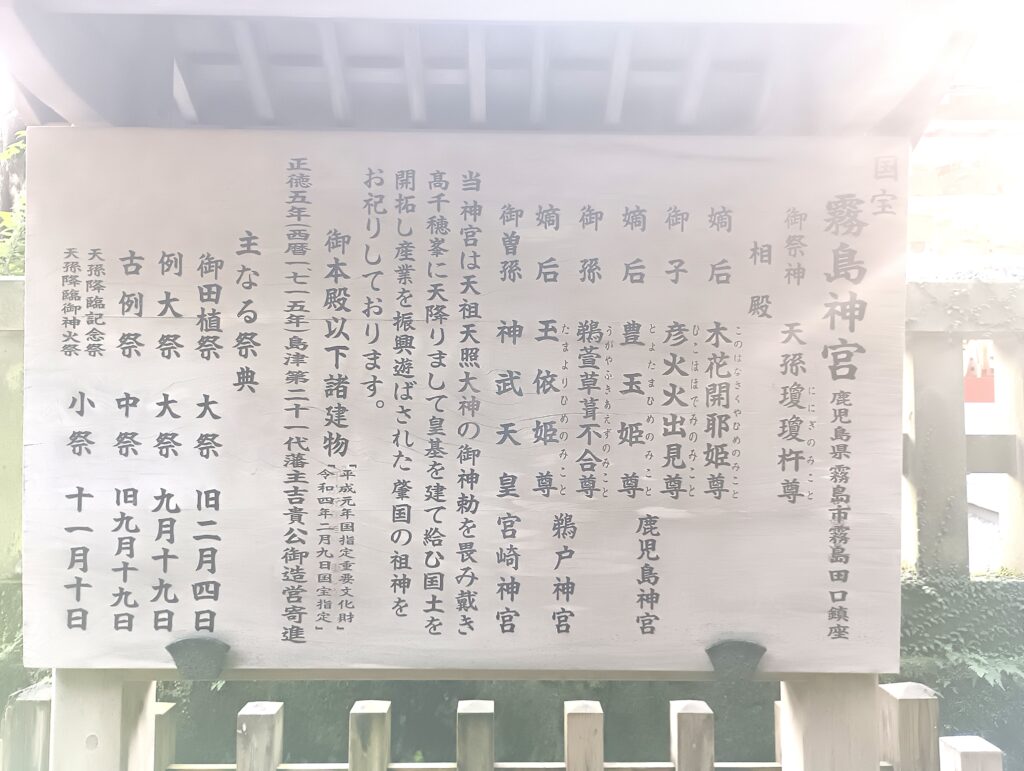 国宝
霧島神宮 鹿児島県霧島市霧島田口鎮座
御祭神 天孫瓊瓊杵尊
ににぎのみこと
相殿
嫡后 木花開耶姫尊
このはなさくやひめのみこと
御子 彦火火出見尊
ひこほほでみのみこと
嫡后 豊玉姫尊 鹿児島神宮
とよたまひめのみこと
御孫 鵜萱草葺不合尊
うがやふきあえずのみこと
嫡后 玉依姫尊 鵜戸神宮
たまよりひめのみこと
御曽孫 神武天皇 宮崎神宮
当神宮は天祖天照大神の御神勅を畏み戴き
高千穂峯に天降りまして皇基を建て給ひ国土を
開拓し産業を振興遊ばされた肇国の祖神を
お祀りしております。
御本殿以下諸建物
『平成元年国指定重要文化財』
『令和四年二月九日国宝指定』
正徳五年(西暦一七一五年)島津第二十一代藩主吉貴公御造営寄進
主なる祭典
御田植祭 大祭 旧二月四日
例大祭 大祭 九月十九日
古例祭 中祭 旧九月十九日
天孫降臨記念祭
天孫降臨御神火祭 小祭 十一月十日